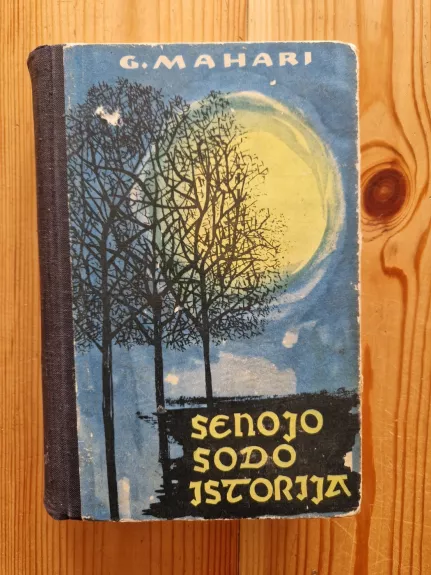 G. MAHARI
SENOJO
SODO
ISTORIJA